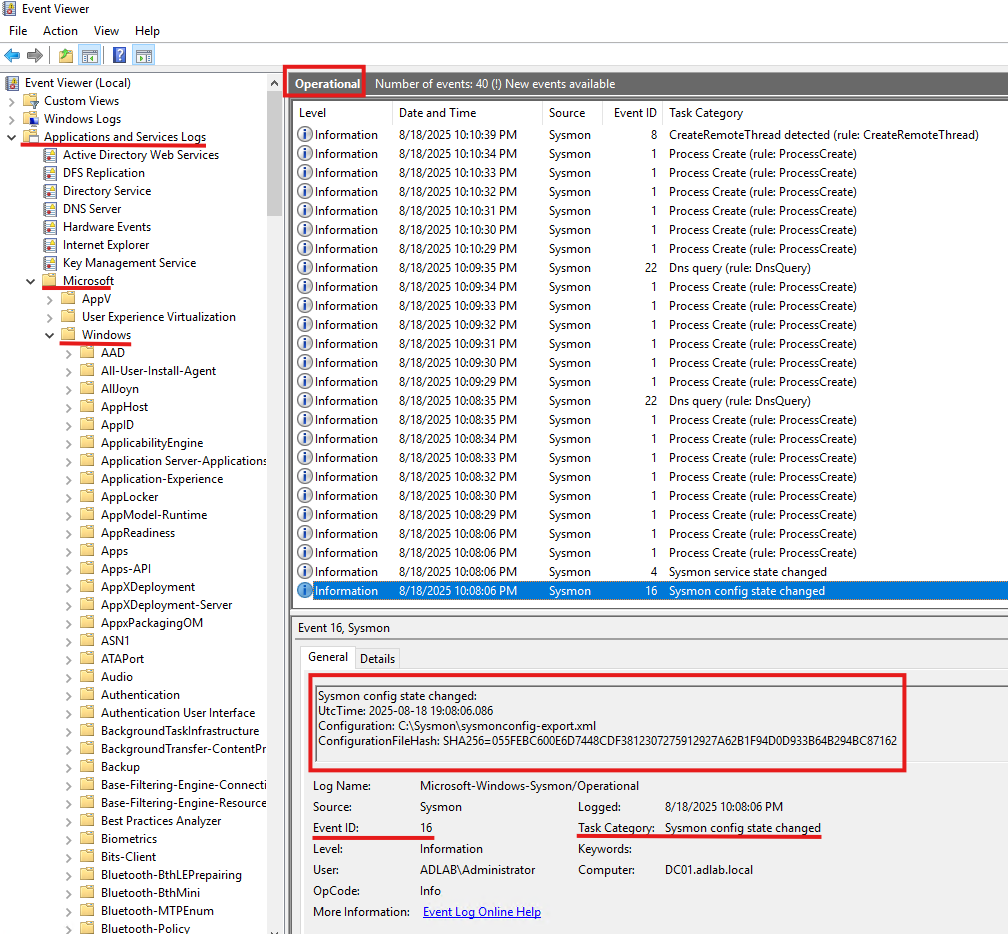 Event Viewer
File Action View Help
Event Viewer (Local)
Custom Views
Windows Logs
Applications and Services Logs
Active Directory Web Services
DFS Replication
Directory Service
DNS Server
Hardware Events
Internet Explorer
Key Management Service
Microsoft
AppV
User Experience Virtualization
Windows
AAD
All-User-Install-Agent
AllJoyn
AppHost
AppID
ApplicabilityEngine
Application Server-Applications
Application-Experience
AppLocker
AppModel-Runtime
AppReadiness
Apps
Apps-API
AppXDeployment
AppXDeployment-Server
AppxPackagingOM
ASN1
ATAPort
Audio
Authentication
Authentication User Interface
BackgroundTaskInfrastructure
BackgroundTransfer-ContentPr
Backup
Base-Filtering-Engine-Connecti
Base-Filtering-Engine-Resource
Best Practices Analyzer
Biometrics
Bits-Client
Bluetooth-BthLEPrepairing
Bluetooth-BthMini
Bluetooth-MTPEnum
Bluetooth-Policy
Operational Number of events: 40 (!) New events available
Level Date and Time Source Event ID Task Category
Information 8/18/2025 10:10:39 PM Sysmon 8 CreateRemoteThread detected (rule: CreateRemoteThread)
Information 8/18/2025 10:10:34 PM Sysmon 1 Process Create (rule: ProcessCreate)
Information 8/18/2025 10:10:33 PM Sysmon 1 Process Create (rule: ProcessCreate)
Information 8/18/2025 10:10:32 PM Sysmon 1 Process Create (rule: ProcessCreate)
Information 8/18/2025 10:10:31 PM Sysmon 1 Process Create (rule: ProcessCreate)
Information 8/18/2025 10:10:30 PM Sysmon 1 Process Create (rule: ProcessCreate)
Information 8/18/2025 10:10:29 PM Sysmon 1 Process Create (rule: ProcessCreate)
Information 8/18/2025 10:09:35 PM Sysmon 22 Dns query (rule: DnsQuery)
Information 8/18/2025 10:09:34 PM Sysmon 1 Process Create (rule: ProcessCreate)
Information 8/18/2025 10:09:33 PM Sysmon 1 Process Create (rule: ProcessCreate)
Information 8/18/2025 10:09:32 PM Sysmon 1 Process Create (rule: ProcessCreate)
Information 8/18/2025 10:09:31 PM Sysmon 1 Process Create (rule: ProcessCreate)
Information 8/18/2025 10:09:30 PM Sysmon 1 Process Create (rule: ProcessCreate)
Information 8/18/2025 10:09:29 PM Sysmon 1 Process Create (rule: ProcessCreate)
Information 8/18/2025 10:08:35 PM Sysmon 22 Dns query (rule: DnsQuery)
Information 8/18/2025 10:08:35 PM Sysmon 1 Process Create (rule: ProcessCreate)
Information 8/18/2025 10:08:34 PM Sysmon 1 Process Create (rule: ProcessCreate)
Information 8/18/2025 10:08:33 PM Sysmon 1 Process Create (rule: ProcessCreate)
Information 8/18/2025 10:08:32 PM Sysmon 1 Process Create (rule: ProcessCreate)
Information 8/18/2025 10:08:30 PM Sysmon 1 Process Create (rule: ProcessCreate)
Information 8/18/2025 10:08:29 PM Sysmon 1 Process Create (rule: ProcessCreate)
Information 8/18/2025 10:08:06 PM Sysmon 1 Process Create (rule: ProcessCreate)
Information 8/18/2025 10:08:06 PM Sysmon 1 Process Create (rule: ProcessCreate)
Information 8/18/2025 10:08:06 PM Sysmon 4 Sysmon service state changed
Information 8/18/2025 10:08:06 PM Sysmon 16 Sysmon config state changed
Event 16, Sysmon
General Details
Sysmon config state changed:
UtcTime: 2025-08-18 19:08:06.086
Configuration: C:\Sysmon\sysmonconfig-export.xml
ConfigurationFileHash: SHA256=055FEBC600E6D7448CDF3812307275912927A62B1F94D0D933B64B294BC87162
Log Name: Microsoft-Windows-Sysmon/Operational
Source: Sysmon Logged: 8/18/2025 10:08:06 PM
Event ID: 16 Task Category: Sysmon config state changed
Level: Information Keywords:
User: ADLAB\Administrator Computer: DC01.adlab.local
OpCode: Info
More Information: Event Log Online Help